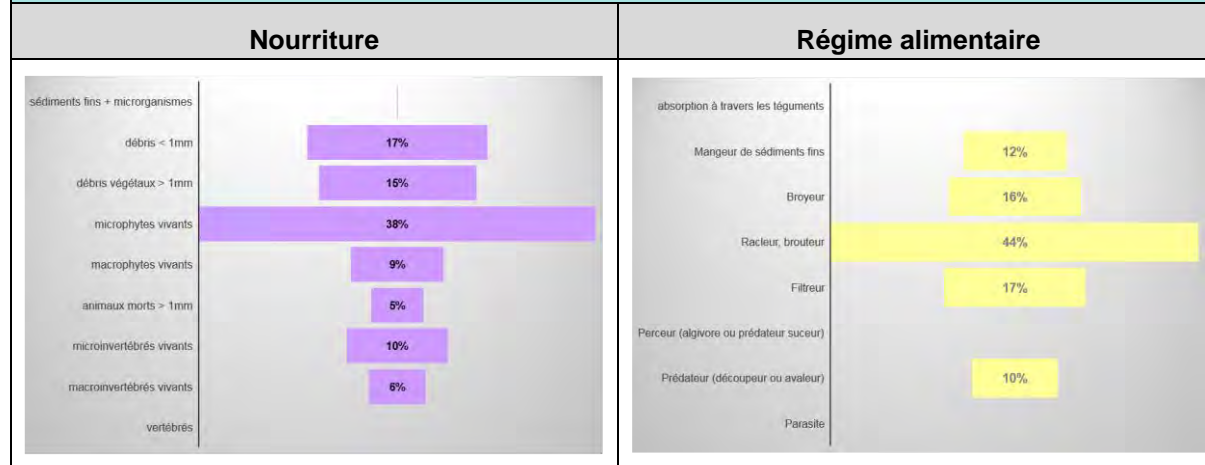 Nourriture
Régime alimentaire
sédiments fins + microrganismes
débris < 1mm
17%
débris végétaux > 1mm
15%
microphytes vivants
38%
macrophytes vivants
9%
animaux morts > 1mm
5%
microinvertébrés vivants
10%
macroinvertébrés vivants
6%
vertébrés
absorption à travers les téguments
Mangeur de sédiments fins
12%
Broyeur
16%
Racleur, brouteur
44%
Filtreur
17%
Perceur (algivore ou prédateur suceur)
Prédateur (découpeur ou avaleur)
10%
Parasite